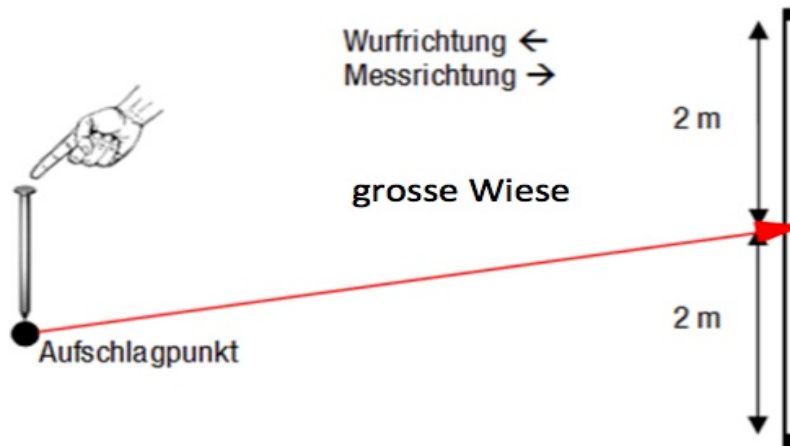 Wurfrichtung ←
Messrichtung →
2 m
grosse Wiese
2 m
Aufschlagpunkt